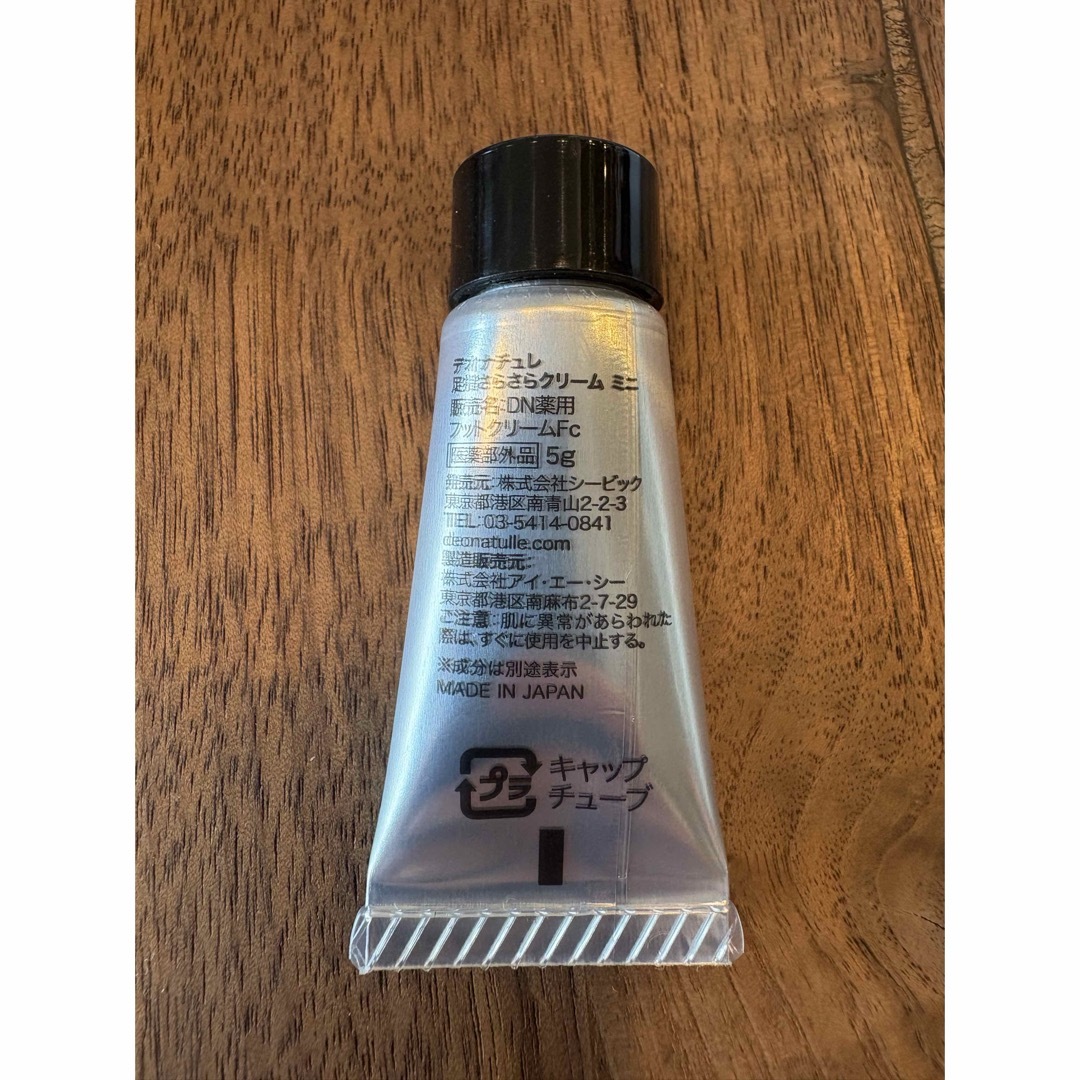 デオナチュレ
足指さらさらクリーム ミニ
販売名:DN薬用
フットクリームFc
医薬部外品 5g
発売元:株式会社シービック
東京都港区南青山2-2-3
TEL:03-5414-0841
deonatulle.com
製造販売元:
株式会社アイ・エー・シー
東京都港区南麻布2-7-29
ご注意:肌に異常があらわれた
際は、すぐに使用を中止する。
※成分は別途表示
MADE IN JAPAN
プラ
キャップ
チューブ